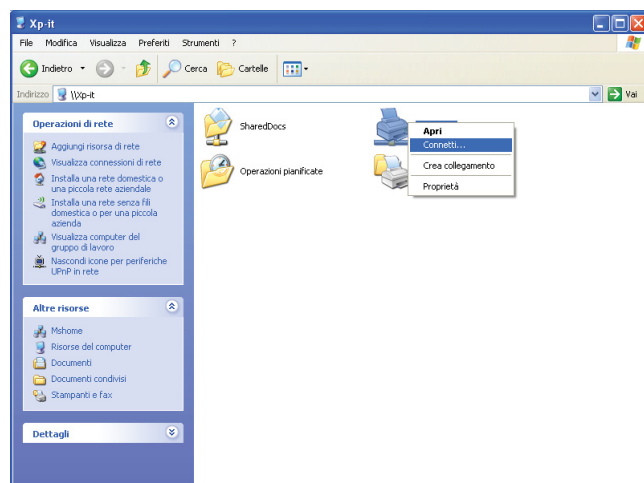 Xp-it
File Modifica Visualizza Preferiti Strumenti ?
Indietro Cerca Cartelle
Indirizzo \\Xp-it Vai
Operazioni di rete
Aggiungi risorsa di rete
Visualizza connessioni di rete
Installa una rete domestica o
una piccola rete aziendale
Installa una rete senza fili
domestica o per una piccola
azienda
Visualizza computer del
gruppo di lavoro
Nascondi icone per periferiche
UPnP in rete
Altre risorse
Mshome
Risorse del computer
Documenti
Documenti condivisi
Stampanti e fax
Dettagli
SharedDocs
Operazioni pianificate
Apri
Connetti...
Crea collegamento
Proprietá